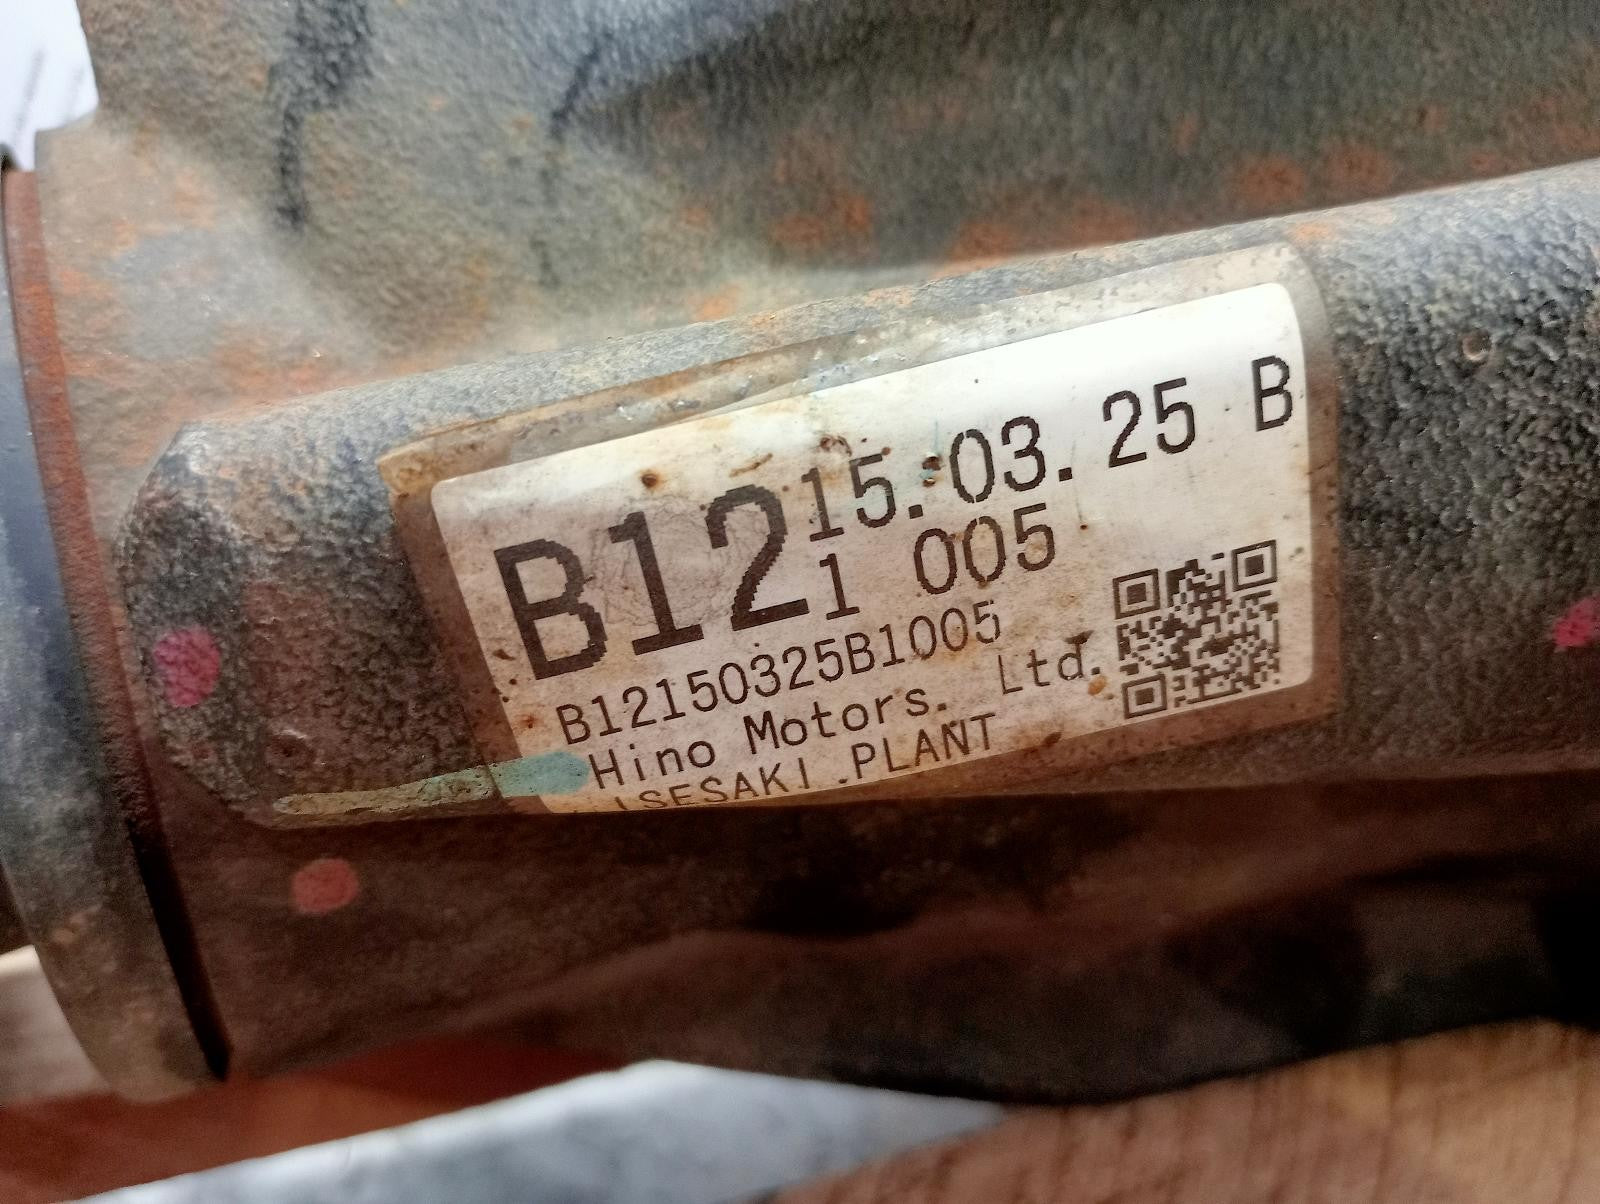 B12 15.03.25 B
1 005
B12150325B1005
Hino Motors. Ltd.
ISESAKI.PLANT